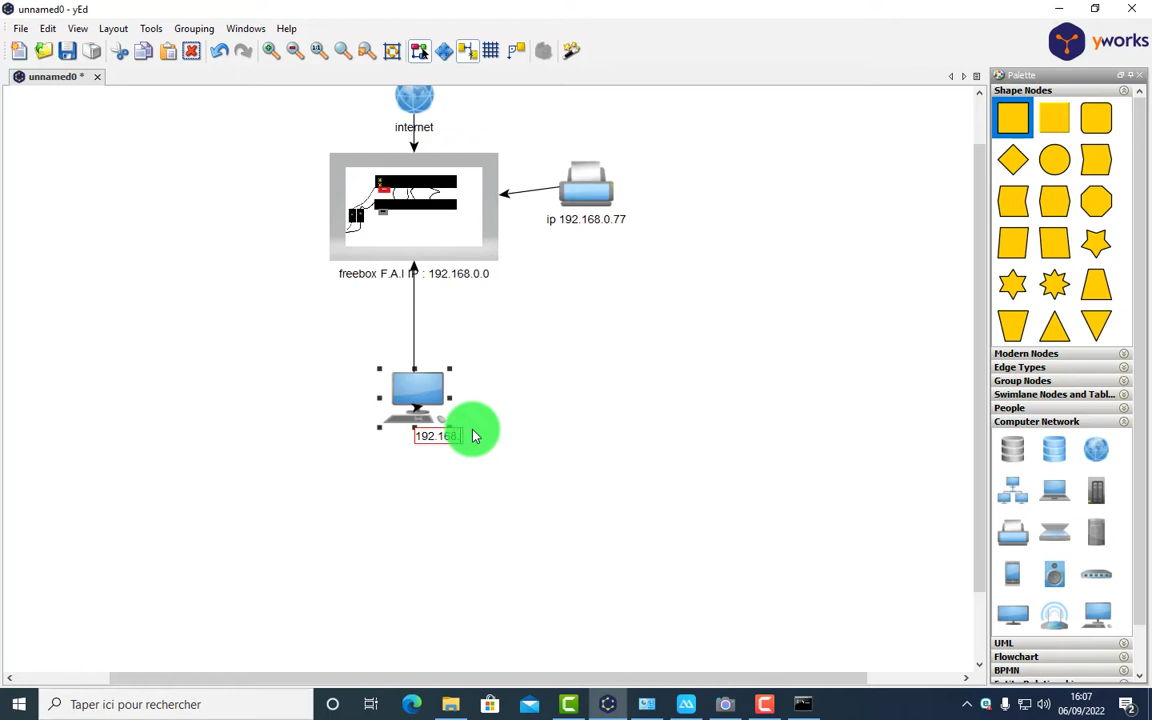 unnamed0 - yEd
File Edit View Layout Tools Grouping Windows Help
yworks
unnamed0 *
Palette
Shape Nodes
internet
ip 192.168.0.77
freebox F.A.I IP : 192.168.0.0
192.168.
Modern Nodes
Edge Types
Group Nodes
Swimlane Nodes and Tabl...
People
Computer Network
UML
Flowchart
BPMN
Taper ici pour rechercher
16:07
06/09/2022
2